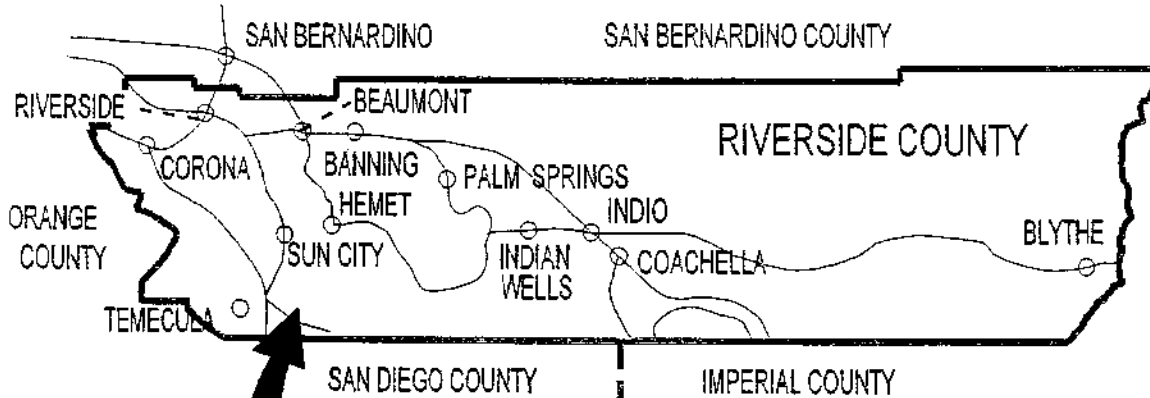 SAN BERNARDINO
SAN BERNARDINO COUNTY
RIVERSIDE
BEAUMONT
RIVERSIDE COUNTY
CORONA
BANNING
PALM SPRINGS
HEMET
ORANGE
COUNTY
INDIO
SUN CITY
INDIAN
WELLS
COACHELLA
BLYTHE
TEMECULA
SAN DIEGO COUNTY
IMPERIAL COUNTY